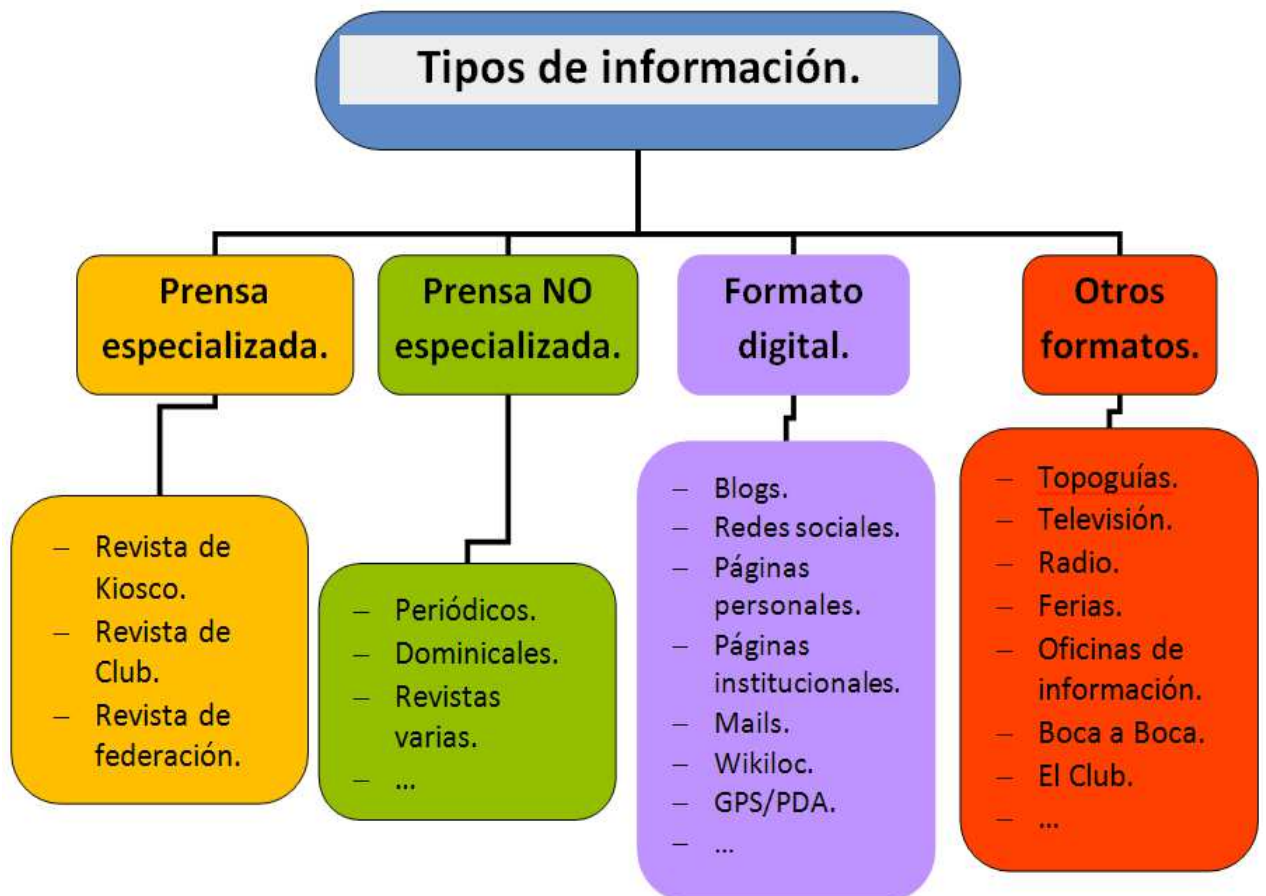 Tipos de información.
Prensa
especializada.
Prensa NO
especializada.
Formato
digital.
Otros
formatos.
– Revista de
Kiosco.
– Revista de
Club.
– Revista de
federación.
– Periódicos.
– Dominicales.
– Revistas
varias.
– ...
– Blogs.
– Redes sociales.
– Páginas
personales.
– Páginas
institucionales.
– Mails.
– Wikiloc.
– GPS/PDA.
– ...
– Topoguías.
– Televisión.
– Radio.
– Ferias.
– Oficinas de
información.
– Boca a Boca.
– El Club.
– ...